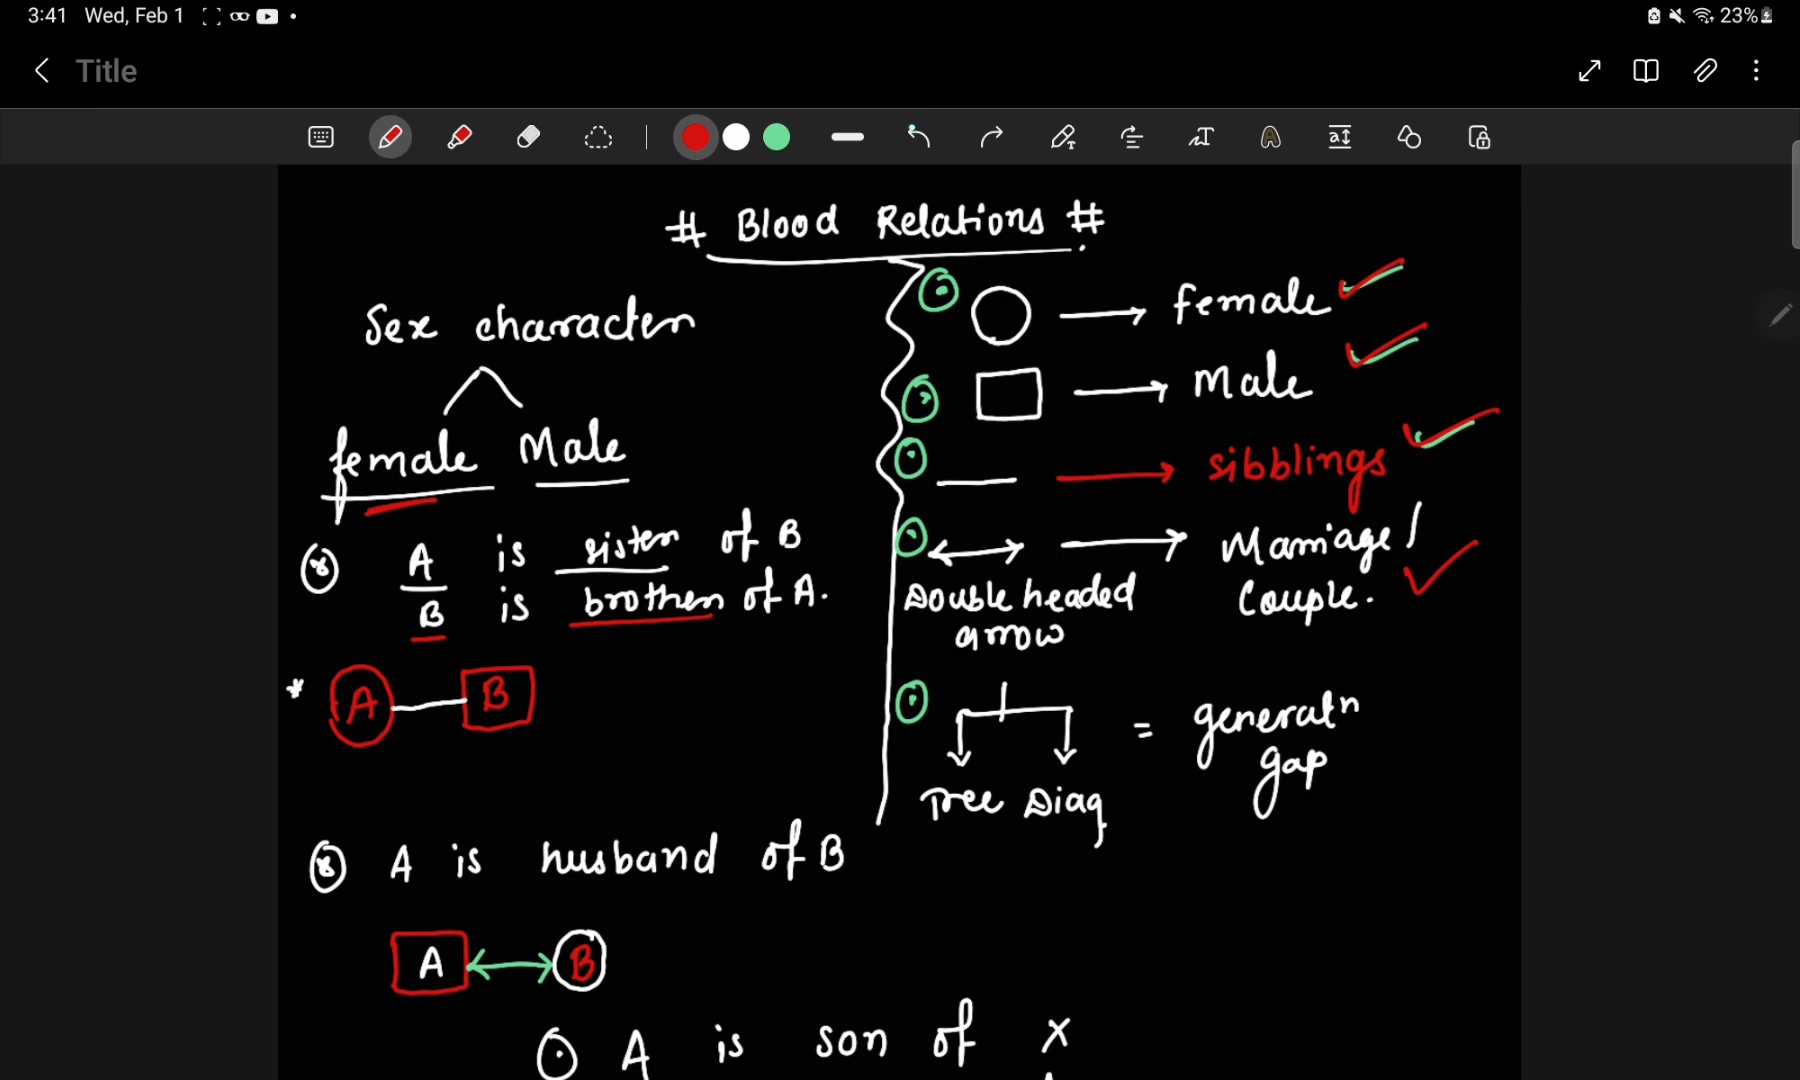 3:41 Wed, Feb 1
23%
Title
# Blood Relations #
Sex character
female Male
A is sister of B
B is brother of A.
* A B
A is husband of B
A B
A is son of X
female
Male
sibblings
Marriage /
Couple.
Double headed
arrow
generatn
gap
Tree Diag